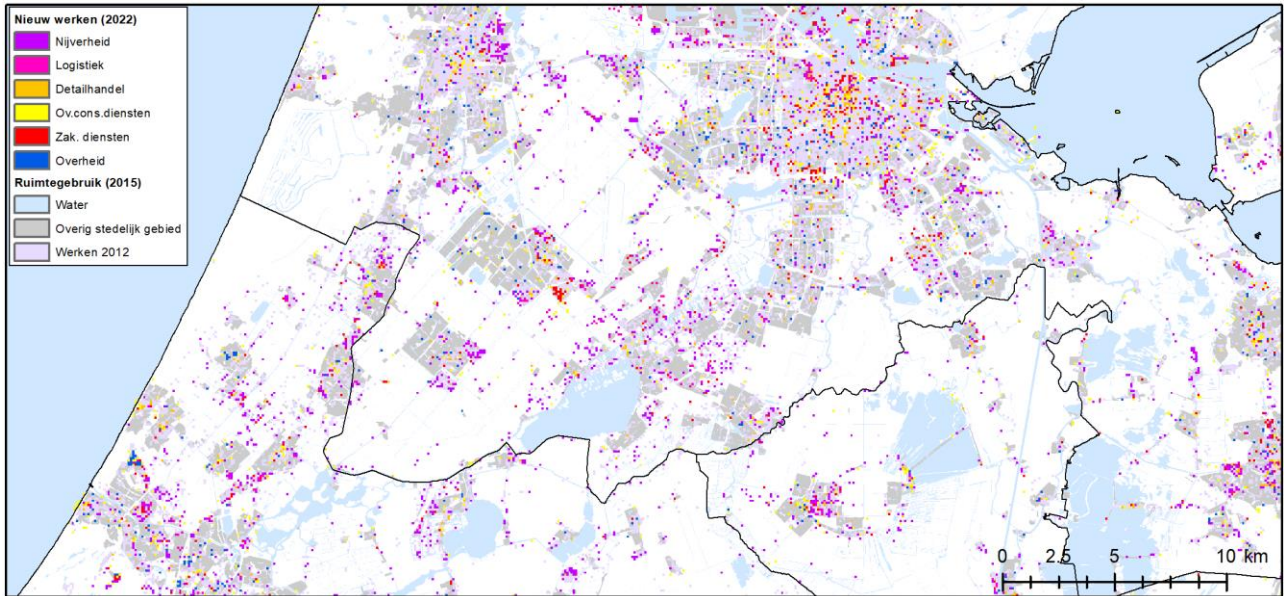 Nieuw werken (2022)
Nijverheid
Logistiek
Detailhandel
Ov.cons.diensten
Zak. diensten
Overheid
Ruimtegebruik (2015)
Water
Overig stedelijk gebied
Werken 2012
0 2.5 5 10 km